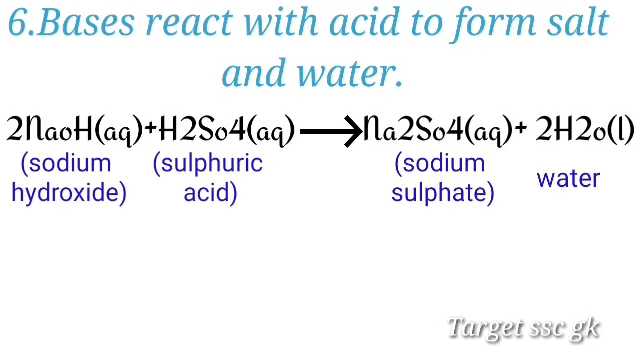 6.Bases react with acid to form salt
and water.
2NaoH(aq)+H2So4(aq)⟶Na2So4(aq)+ 2H2o(l)
(sodium hydroxide) (sulphuric acid) (sodium sulphate) water
Target ssc gk